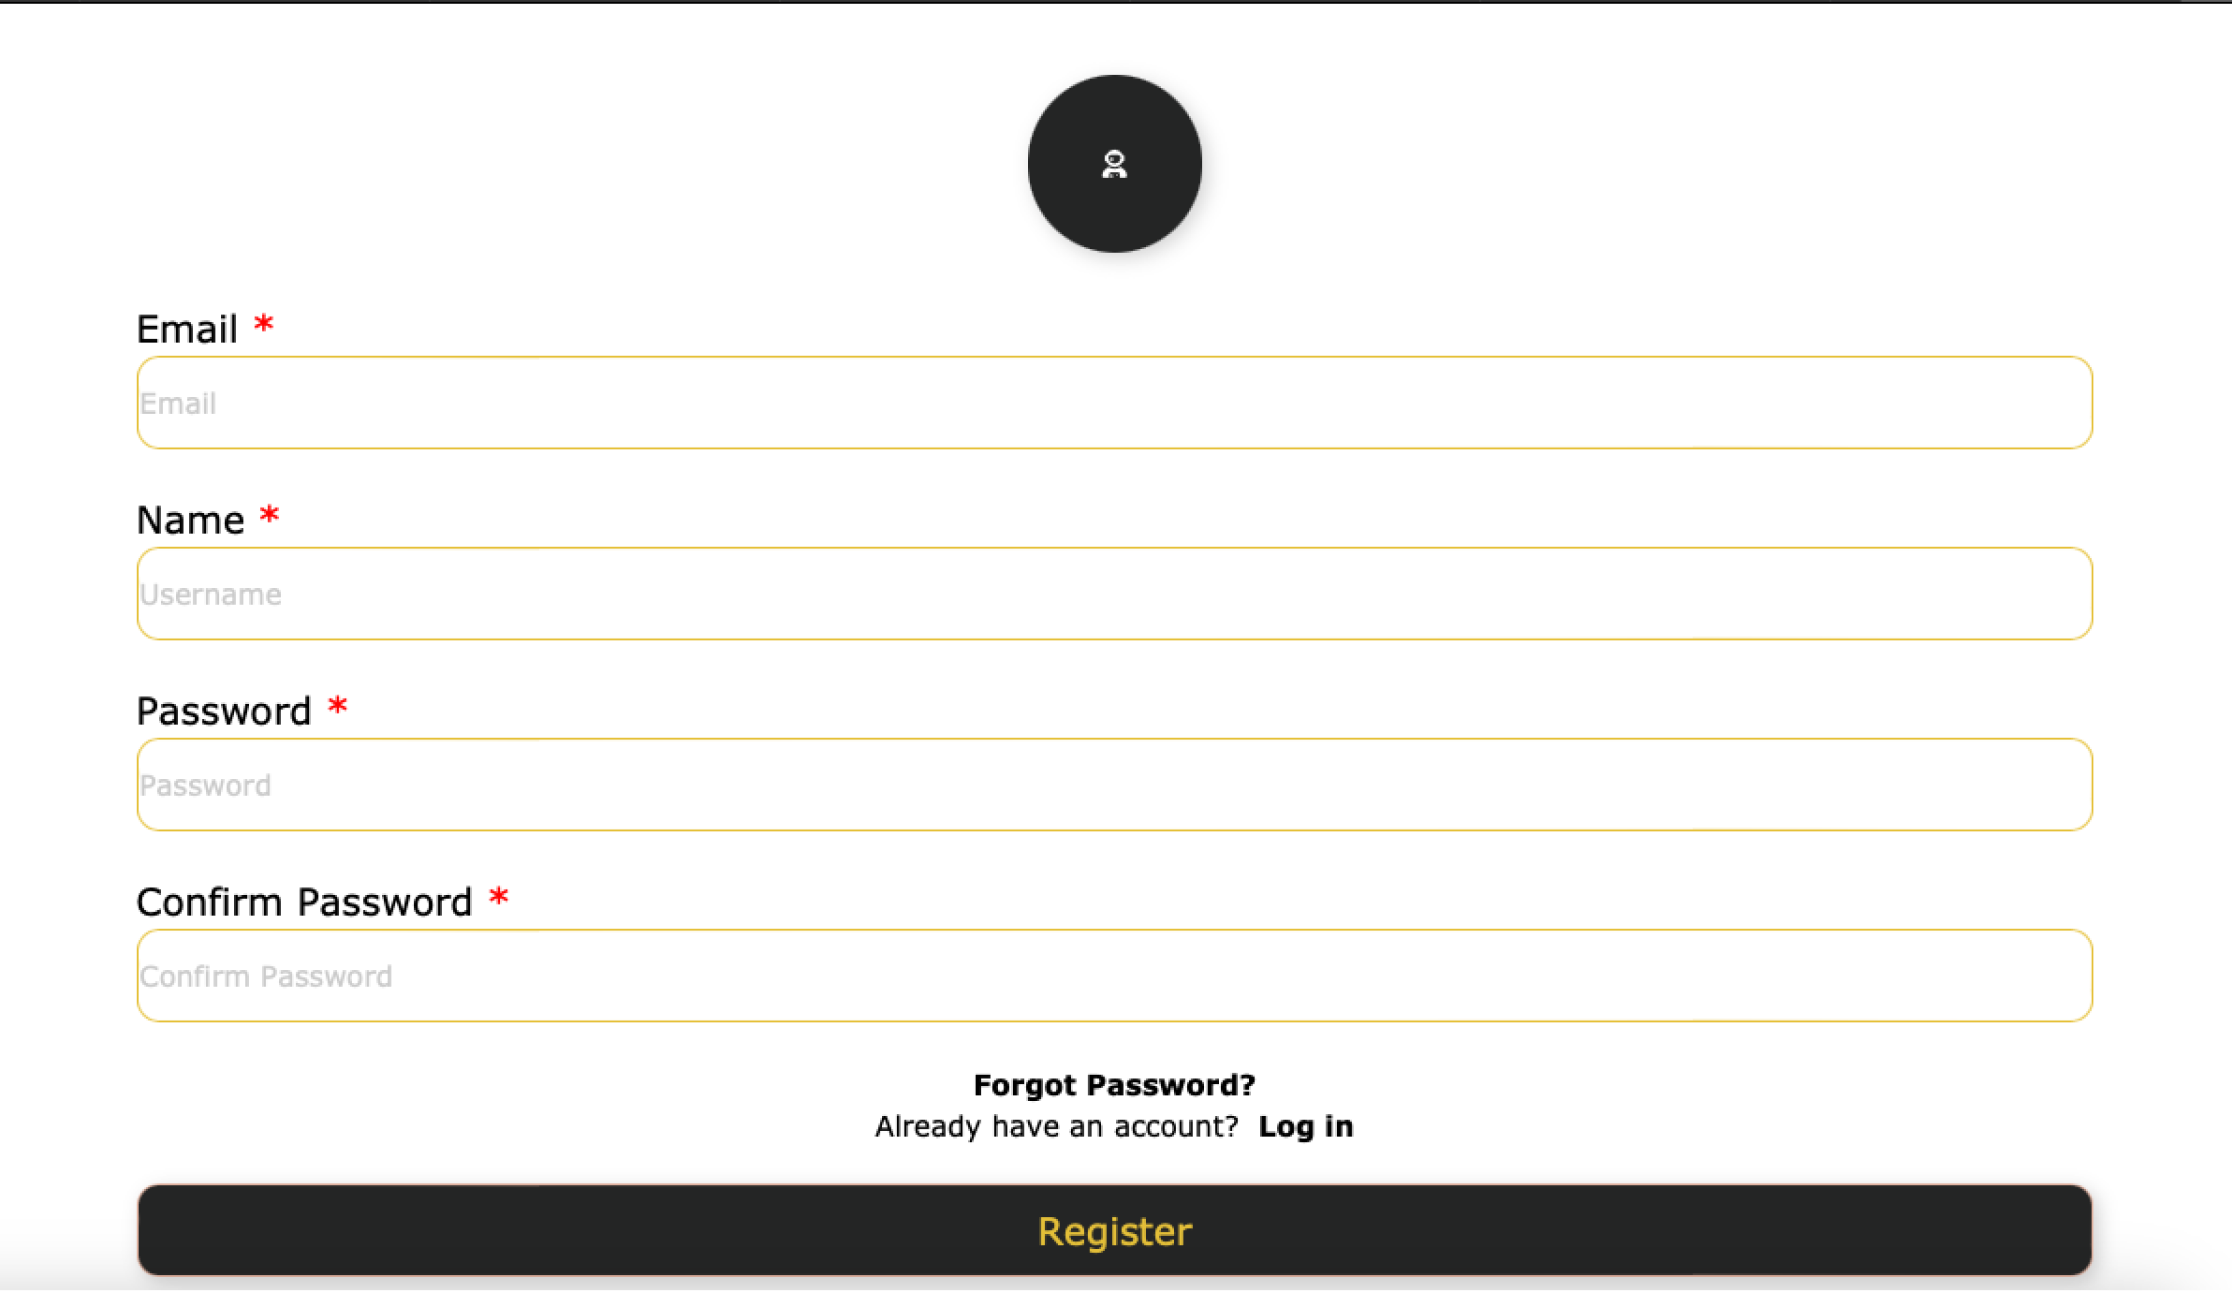 Email *
Email
Name *
Username
Password *
Password
Confirm Password *
Confirm Password
Forgot Password?
Already have an account? Log in
Register